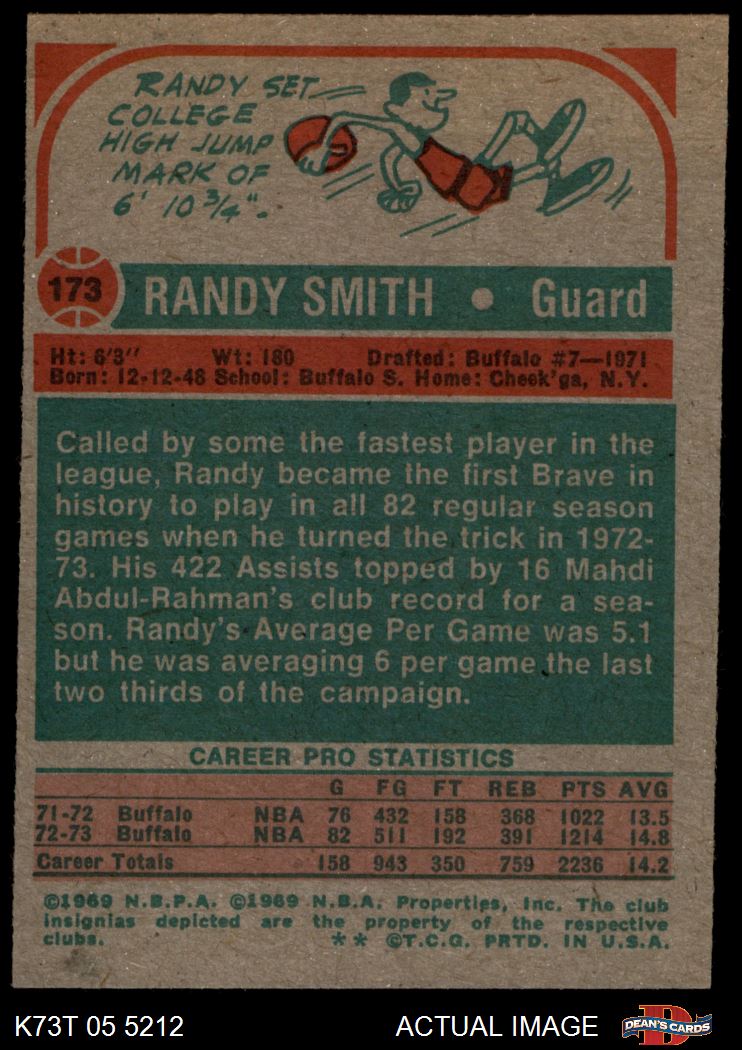 RANDY SET
COLLEGE
HIGH JUMP
MARK OF
6' 10 3/4".
173 RANDY SMITH • Guard
Ht: 6'3" Wt: 180 Drafted: Buffalo #7—1971
Born: 12-12-48 School: Buffalo S. Home: Cheek'ga, N.Y.
Called by some the fastest player in the
league, Randy became the first Brave in
history to play in all 82 regular season
games when he turned the trick in 1972-
73. His 422 Assists topped by 16 Mahdi
Abdul-Rahman's club record for a sea-
son. Randy's Average Per Game was 5.1
but he was averaging 6 per game the last
two thirds of the campaign.
CAREER PRO STATISTICS
G FG FT REB PTS AVG
71-72 Buffalo NBA 76 432 158 368 1022 13.5
72-73 Buffalo NBA 82 511 192 391 1214 14.8
Career Totals 158 943 350 759 2236 14.2
©1969 N.B.P.A. ©1969 N.B.A. Properties, Inc. The club
insignias depicted are the property of the respective
clubs. ** ©T.C.G. PRTD. IN U.S.A.
K73T 05 5212 ACTUAL IMAGE D DEAN'S CARDS